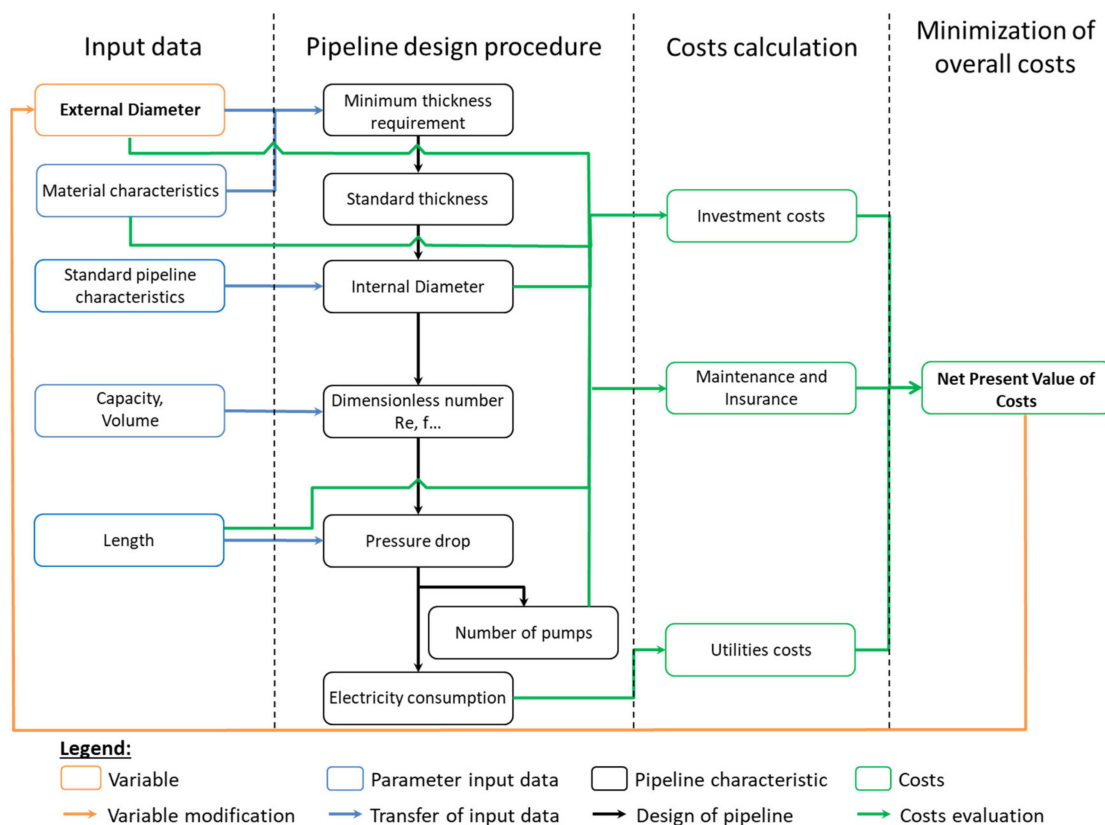 Input data
Pipeline design procedure
Costs calculation
Minimization of
overall costs
External Diameter
Material characteristics
Standard pipeline
characteristics
Capacity,
Volume
Length
Minimum thickness
requirement
Standard thickness
Internal Diameter
Dimensionless number
Re, f...
Pressure drop
Number of pumps
Electricity consumption
Investment costs
Maintenance and
Insurance
Utilities costs
Net Present Value of
Costs
Legend:
Variable
Parameter input data
Pipeline characteristic
Costs
Variable modification
Transfer of input data
Design of pipeline
Costs evaluation